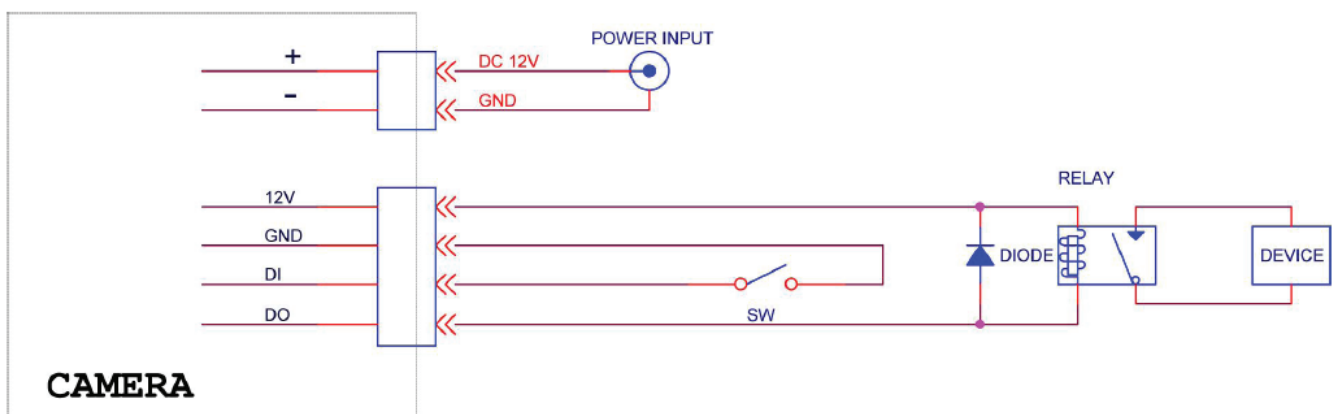 POWER INPUT
+
DC 12V
-
GND
RELAY
12V
GND
DI
DIODE
DEVICE
DO
SW
CAMERA